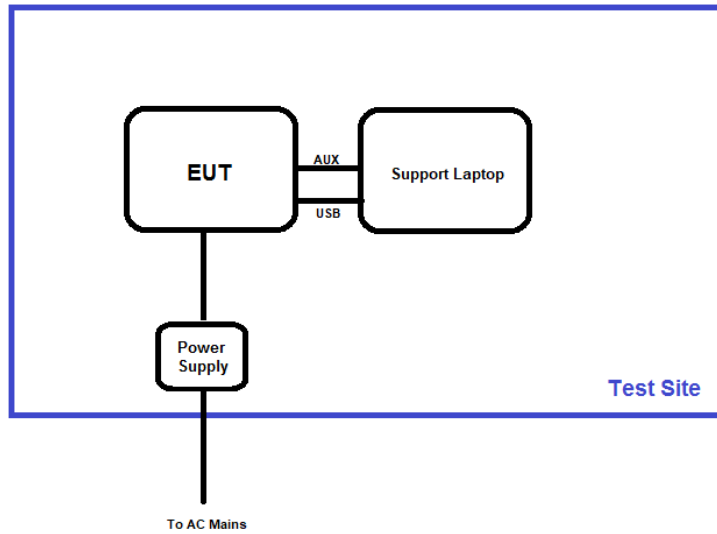 EUT
AUX
USB
Support Laptop
Power
Supply
Test Site
To AC Mains